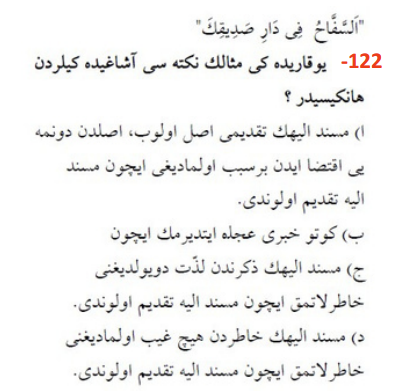 "اَلسَّفَّاحُ فِى دَارِ صَدِيقِكَ"
122- يوقاريده كى مثالك نكته سى آشاغيده كيلردن
هانكيسيدر ؟
ا) مسند اليهك تقديمى اصل اولوب، اصلدن دونمه
يى اقتضا ايدن برسبب اولماديغى ايچون مسند
اليه تقديم اولوندى.
ب) كوتو خبرى عجله ايتديرمك ايچون
ج) مسند اليهك ذكرندن لذّت دويولديغنى
خاطرلاتمق ايچون مسند اليه تقديم اولوندى.
د) مسند اليهك خاطردن هيچ غيب اولماديغنى
خاطرلاتمق ايچون مسند اليه تقديم اولوندى.